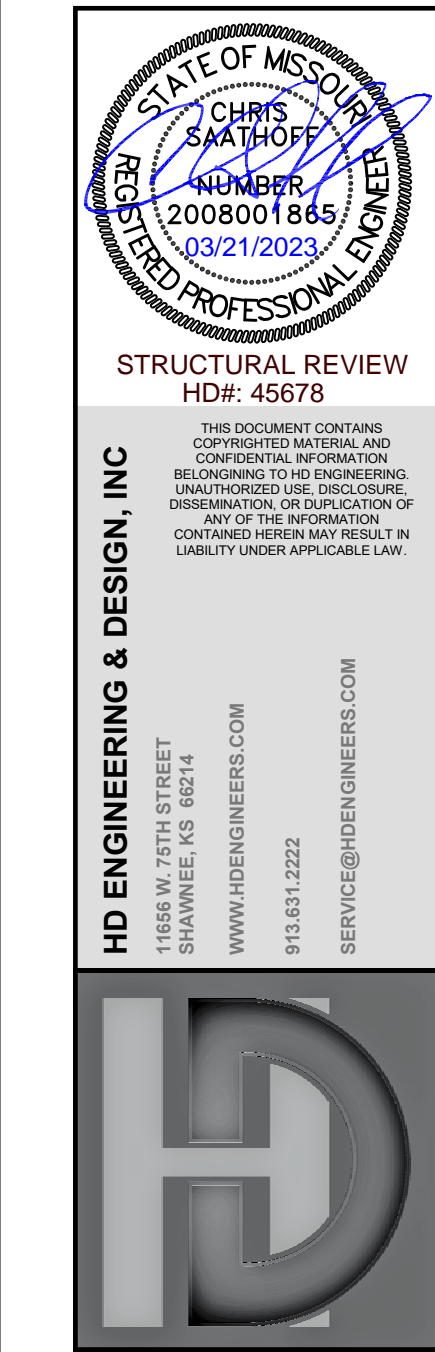 STATE OF MISSOURI
CHRIS
SAATHOFF
NUMBER
2008001865
03/21/2023
REGISTERED PROFESSIONAL ENGINEER
STRUCTURAL REVIEW
HD#: 45678
THIS DOCUMENT CONTAINS
COPYRIGHTED MATERIAL AND
CONFIDENTIAL INFORMATION
BELONGINING TO HD ENGINEERING.
UNAUTHORIZED USE, DISCLOSURE,
DISSEMINATION, OR DUPLICATION OF
ANY OF THE INFORMATION
CONTAINED HEREIN MAY RESULT IN
LIABILITY UNDER APPLICABLE LAW.
HD ENGINEERING & DESIGN, INC
11656 W. 75TH STREET
SHAWNEE, KS 66214
WWW.HDENGINEERS.COM
913.631.2222
SERVICE@HDENGINEERS.COM
HD